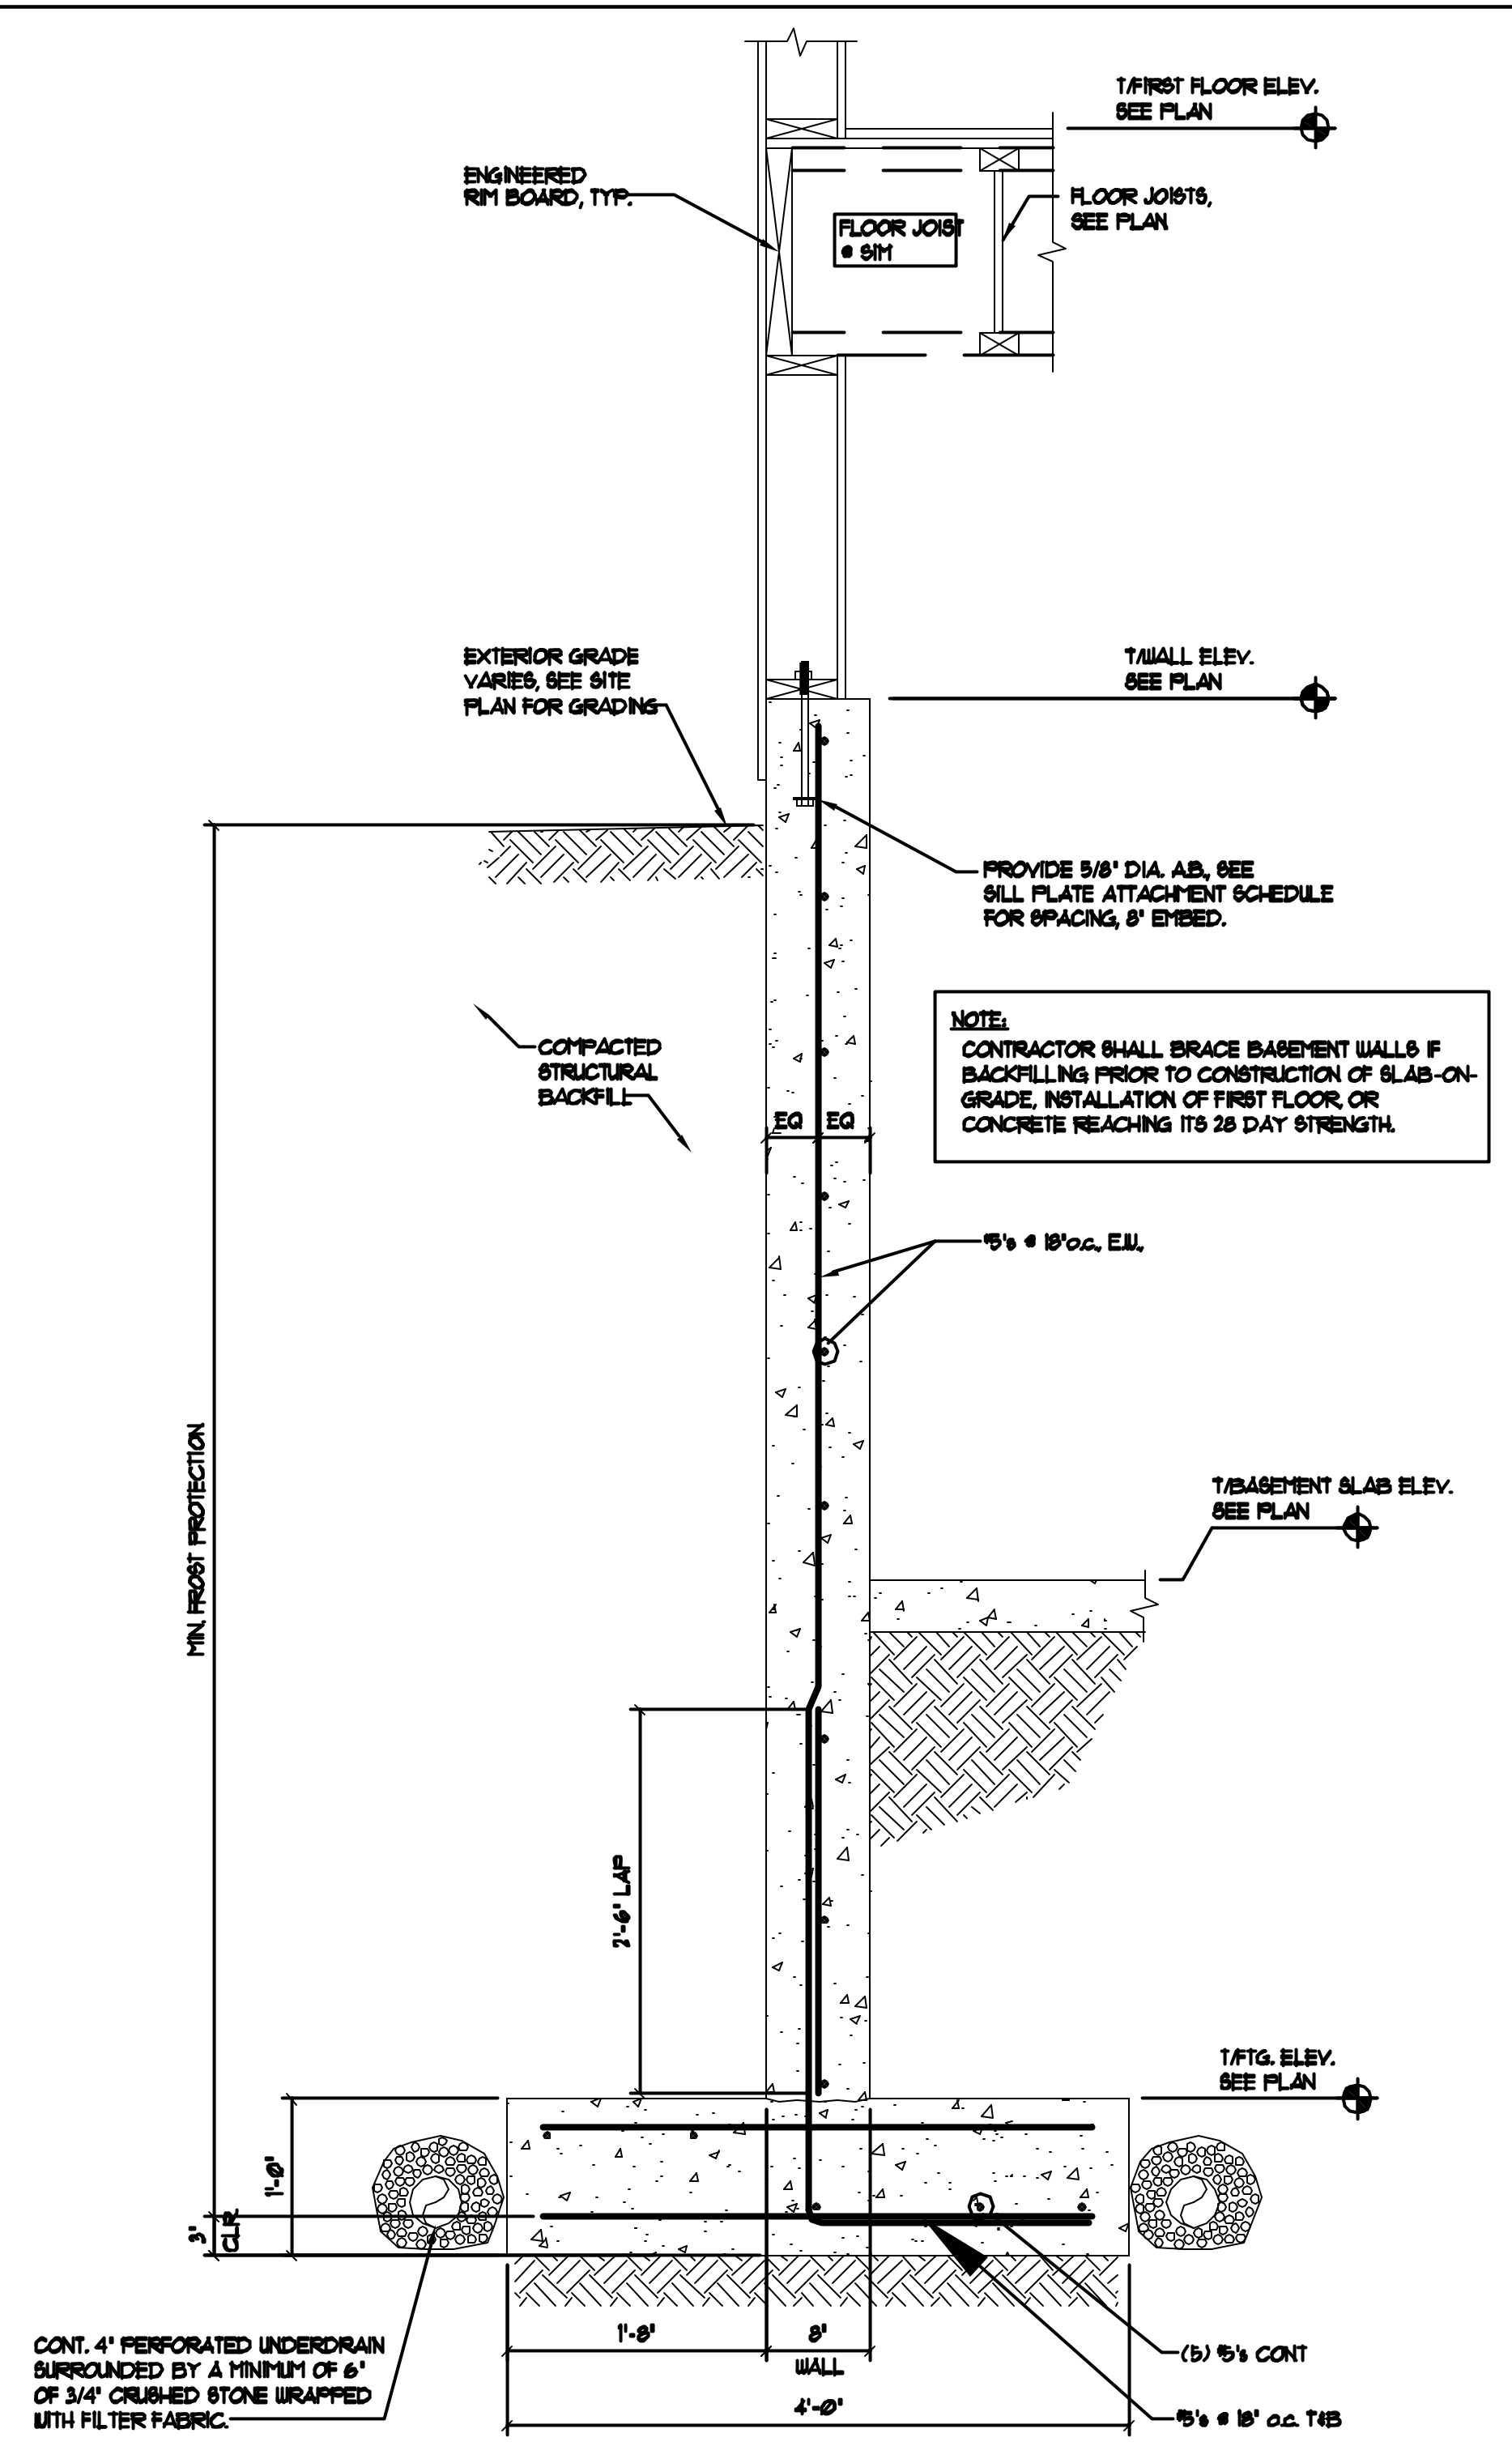 T/FIRST FLOOR ELEV.
SEE PLAN
ENGINEERED
RIM BOARD, TYP.
FLOOR JOISTS,
SEE PLAN
FLOOR JOIST
@ SIM
EXTERIOR GRADE
VARIES, SEE SITE
PLAN FOR GRADING
T/WALL ELEV.
SEE PLAN
PROVIDE 5/8" DIA. A.B., SEE
SILL PLATE ATTACHMENT SCHEDULE
FOR SPACING, 8" EMBED.
COMPACTED
STRUCTURAL
BACKFILL
NOTE:
CONTRACTOR SHALL BRACE BASEMENT WALLS IF
BACKFILLING PRIOR TO CONSTRUCTION OF SLAB-ON-
GRADE, INSTALLATION OF FIRST FLOOR, OR
CONCRETE REACHING ITS 28 DAY STRENGTH.
EQ EQ
#5's @ 18"o.c., E.W.,
MIN. FROST PROTECTION
T/BASEMENT SLAB ELEV.
SEE PLAN
2'-6" LAP
T/FTG. ELEV.
SEE PLAN
1'-0"
3"
CLR.
1'-8"
8"
WALL
4'-0"
CONT. 4" PERFORATED UNDERDRAIN
SURROUNDED BY A MINIMUM OF 6"
OF 3/4" CRUSHED STONE WRAPPED
WITH FILTER FABRIC.
(5) #5's CONT
#5's @ 18" o.c. T&B